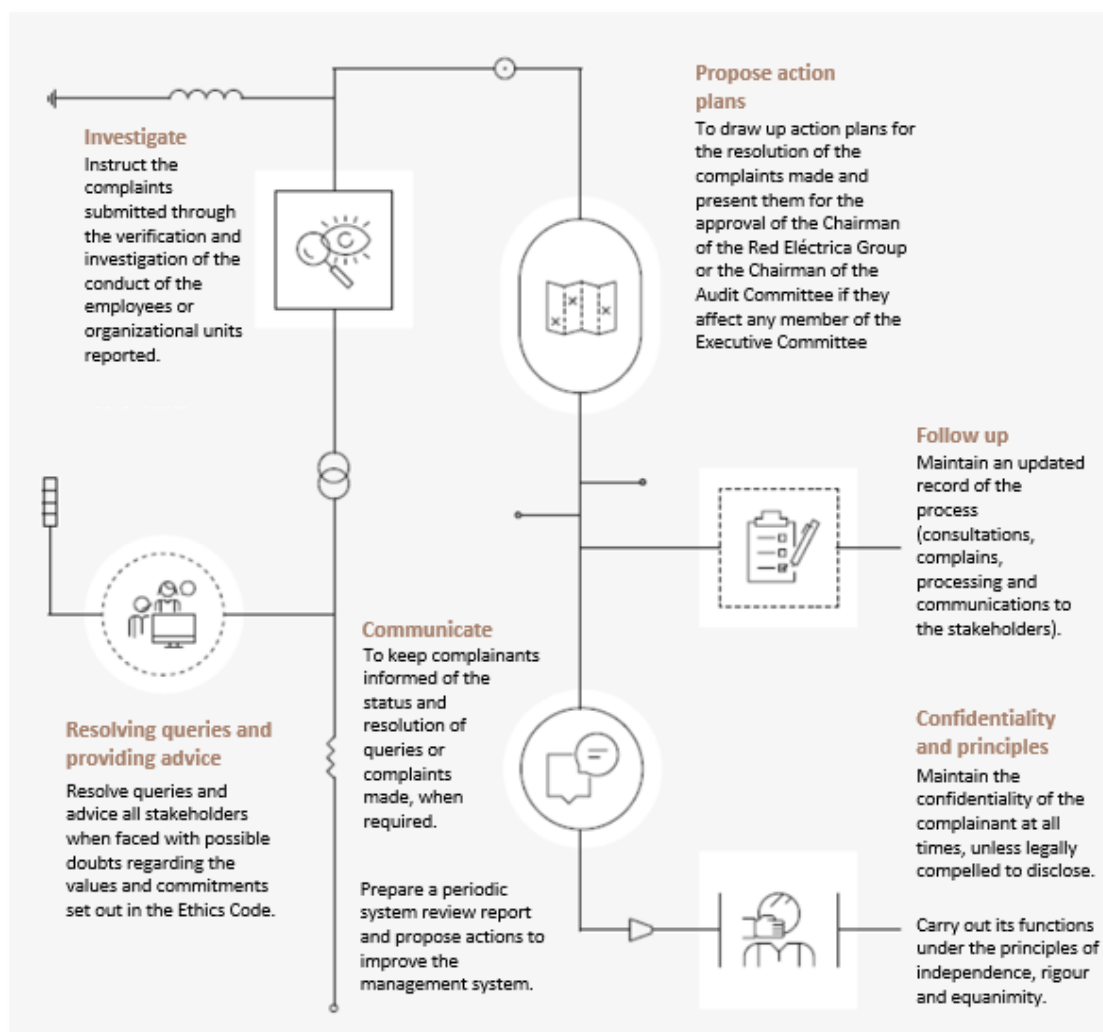 Investigate
Instruct the
complaints
submitted through
the verification and
investigation of the
conduct of the
employees or
organizational units
reported.
Propose action
plans
To draw up action plans for
the resolution of the
complaints made and
present them for the
approval of the Chairman
of the Red Eléctrica Group
or the Chairman of the
Audit Committee if they
affect any member of the
Executive Committee
Follow up
Maintain an updated
record of the
process
(consultations,
complains,
processing and
communications to
the stakeholders).
Resolving queries and
providing advice
Resolve queries and
advice all stakeholders
when faced with possible
doubts regarding the
values and commitments
set out in the Ethics Code.
Communicate
To keep complainants
informed of the
status and
resolution of
queries or
complaints
made, when
required.
Prepare a periodic
system review report
and propose actions to
improve the
management system.
Confidentiality
and principles
Maintain the
confidentiality of the
complainant at all
times, unless legally
compelled to disclose.
Carry out its functions
under the principles of
independence, rigour
and equanimity.